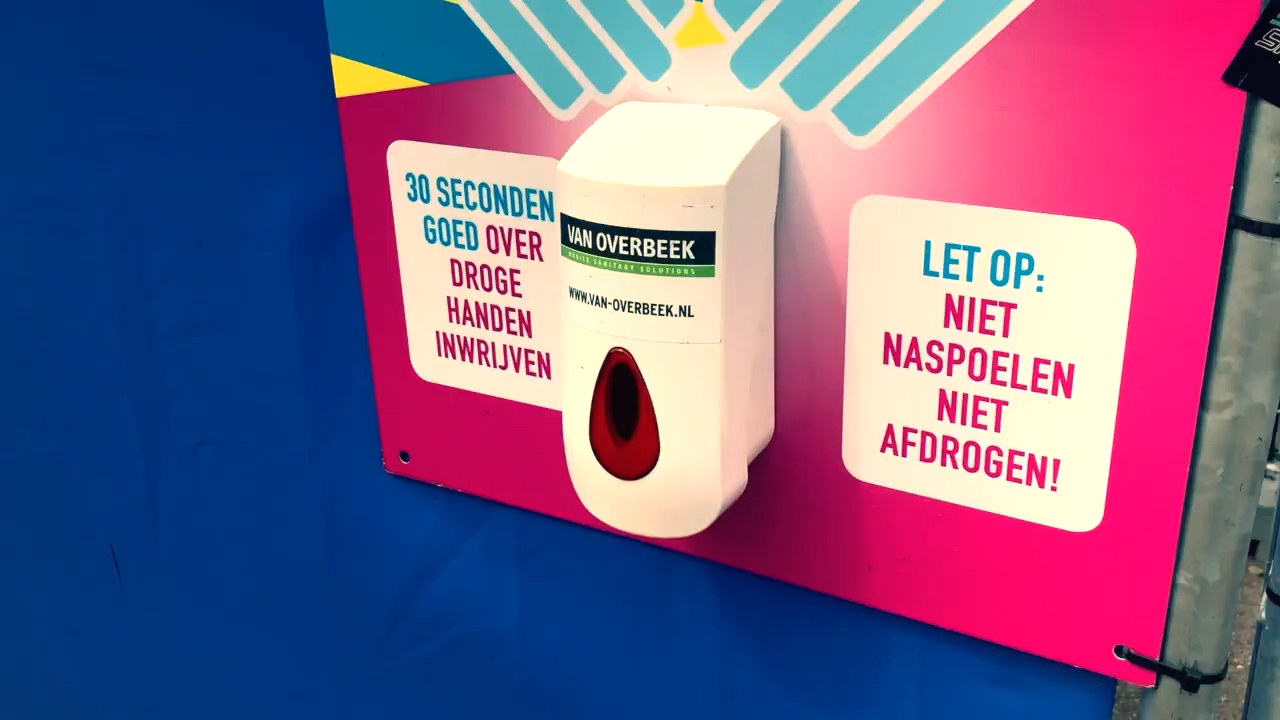 30 SECONDEN
GOED OVER
DROGE
HANDEN
INWRIJVEN
VAN OVERBEEK
MOBILE SANITARY SOLUTIONS
WWW.VAN-OVERBEEK.NL
LET OP:
NIET
NASPOELEN
NIET
AFDROGEN!